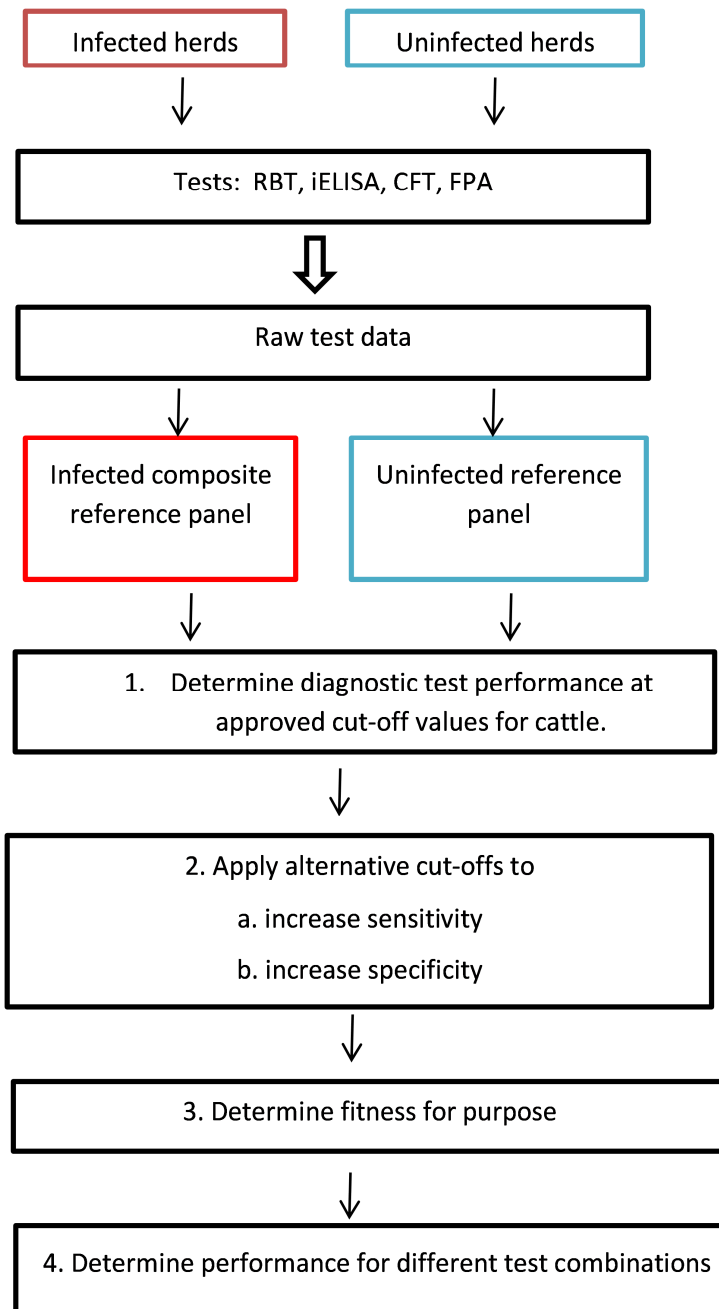 Infected herds
Uninfected herds
Tests: RBT, iELISA, CFT, FPA
Raw test data
Infected composite
reference panel
Uninfected reference
panel
1. Determine diagnostic test performance at
approved cut-off values for cattle.
2. Apply alternative cut-offs to
a. increase sensitivity
b. increase specificity
3. Determine fitness for purpose
4. Determine performance for different test combinations